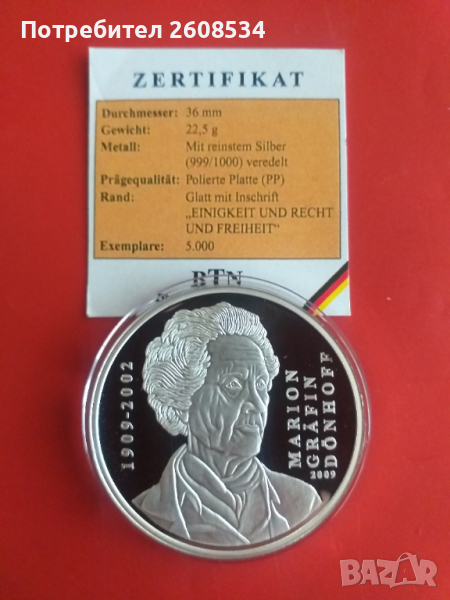 Потребител 2608534
ZERTIFIKAT
Durchmesser: 36 mm
Gewicht: 22,5 g
Metall: Mit reinstem Silber
(999/1000) veredelt
Prägequalität: Polierte Platte (PP)
Rand: Glatt mit Inschrift
„EINIGKEIT UND RECHT
UND FREIHEIT“
Exemplare: 5.000
BTN
1909-2002
MARION
GRÄFIN
DÖNHOFF
2009
BAZAR